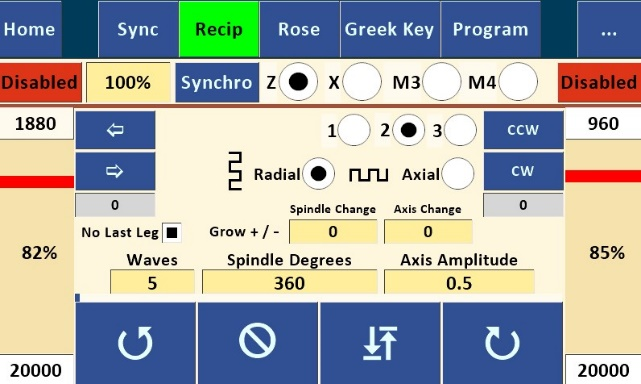 Home Sync Recip Rose Greek Key Program ...
Disabled 100% Synchro Z X M3 M4 Disabled
1880 1 2 3 CCW 960
Radial Axial CW
0 0
Spindle Change Axis Change
No Last Leg Grow + / - 0 0
82% 85%
Waves Spindle Degrees Axis Amplitude
5 360 0.5
20000 20000